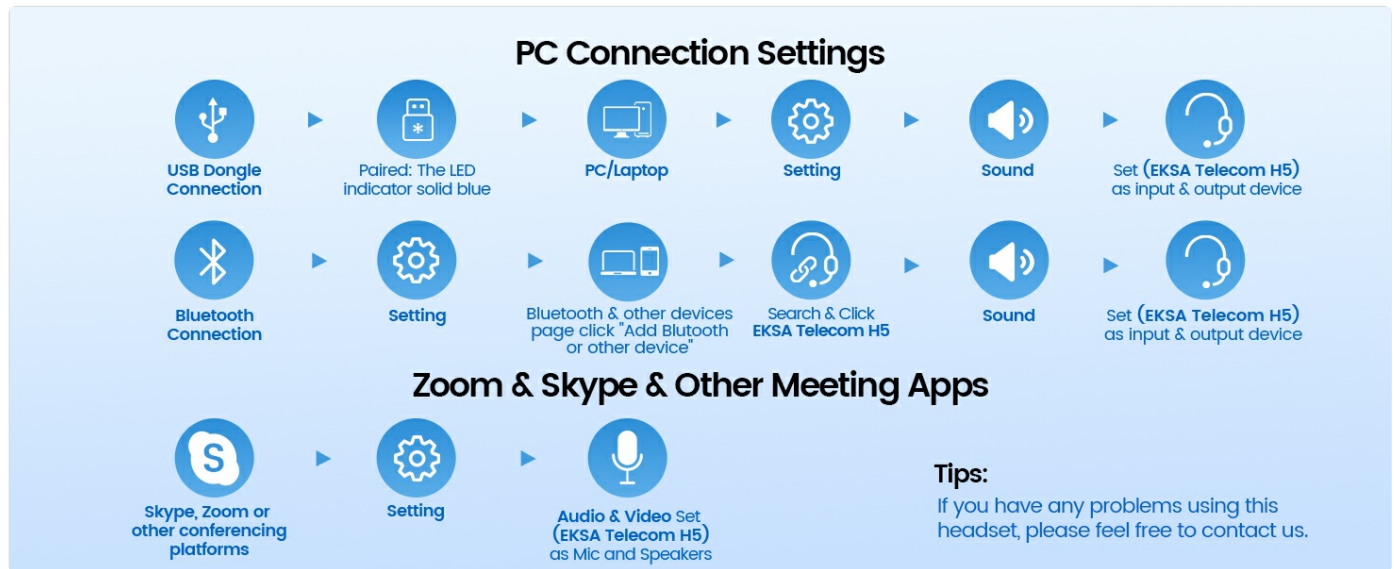 PC Connection Settings
USB Dongle
Connection
Paired: The LED
indicator solid blue
PC/Laptop
Setting
Sound
Set (EKSA Telecom H5)
as input & output device
Bluetooth
Connection
Setting
Bluetooth & other devices
page click "Add Blutooth
or other device"
Search & Click
EKSA Telecom H5
Sound
Set (EKSA Telecom H5)
as input & output device
Zoom & Skype & Other Meeting Apps
S
Skype, Zoom or
other conferencing
platforms
Setting
Audio & Video Set
(EKSA Telecom H5)
as Mic and Speakers
Tips:
If you have any problems using this
headset, please feel free to contact us.